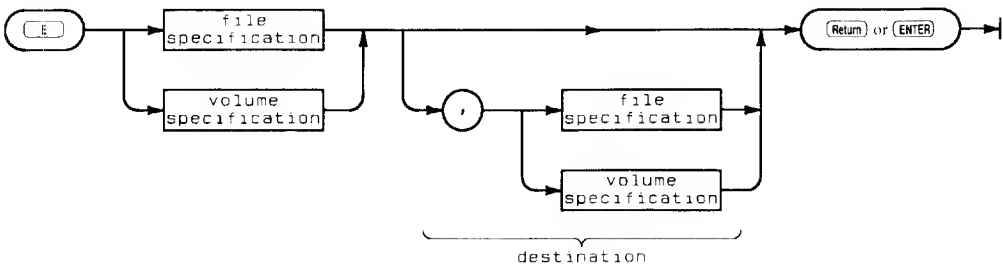 E
file
specification
volume
specification
,
file
specification
volume
specification
destination
Return or ENTER